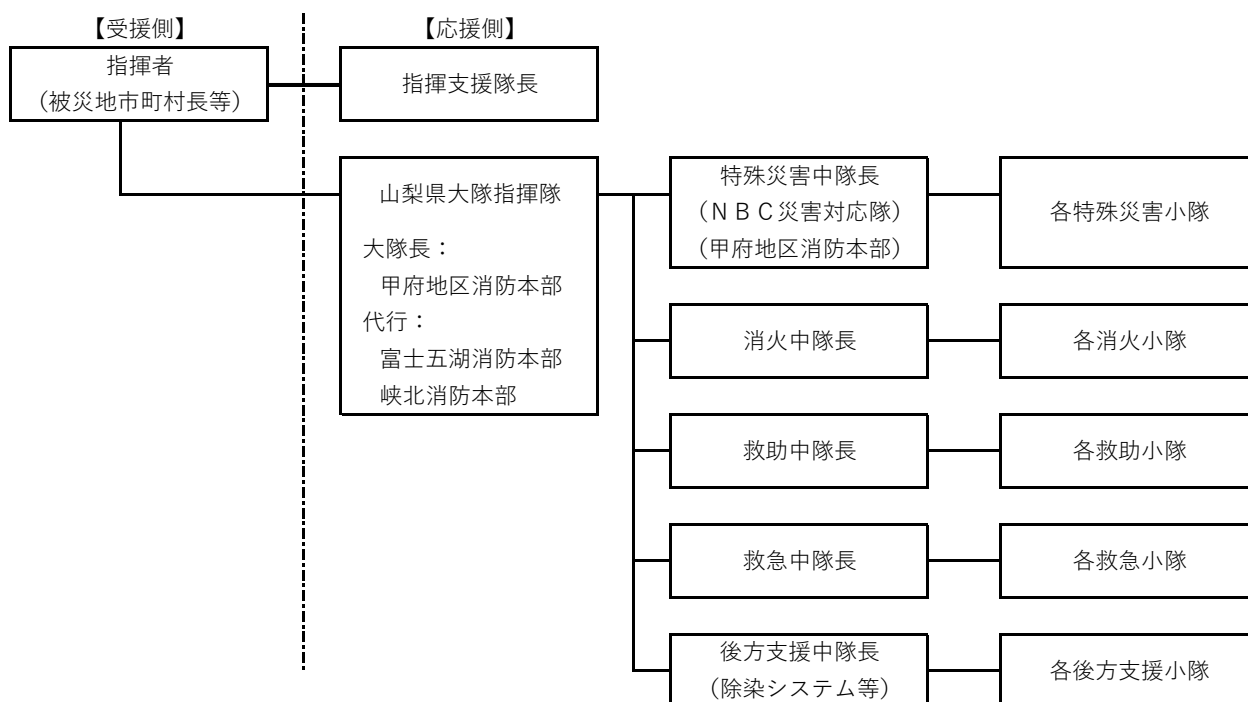 【受援側】
【応援側】
指揮者
（被災地市町村長等）
指揮支援隊長
山梨県大隊指揮隊
大隊長：
甲府地区消防本部
代行：
富士五湖消防本部
峡北消防本部
特殊災害中隊長
（ＮＢＣ災害対応隊）
（甲府地区消防本部）
各特殊災害小隊
消火中隊長
各消火小隊
救助中隊長
各救助小隊
救急中隊長
各救急小隊
後方支援中隊長
（除染システム等）
各後方支援小隊